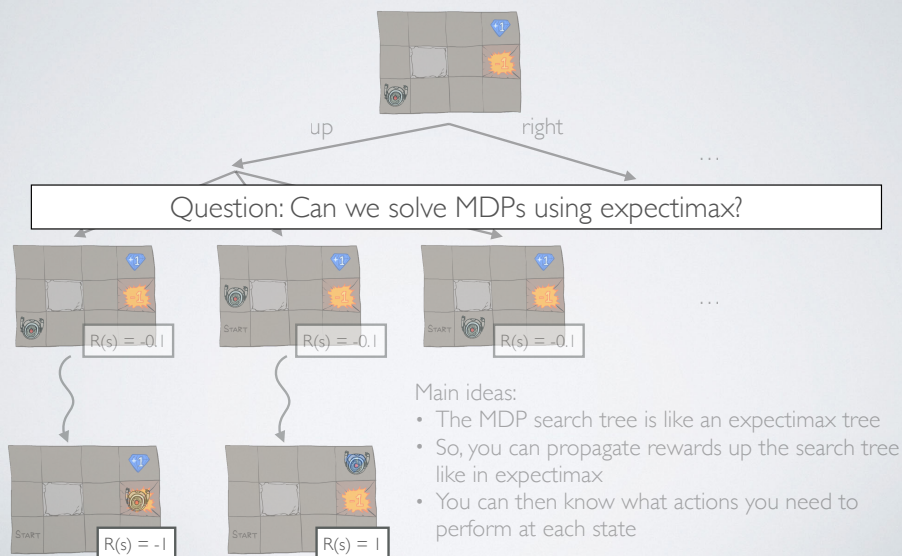 +1
-1
up
right
...
Question: Can we solve MDPs using expectimax?
+1
-1
R(s) = -0.1
+1
-1
START
R(s) = -0.1
+1
-1
START
R(s) = -0.1
...
Main ideas:
• The MDP search tree is like an expectimax tree
• So, you can propagate rewards up the search tree
like in expectimax
• You can then know what actions you need to
perform at each state
+1
START
R(s) = -1
-1
START
R(s) = 1